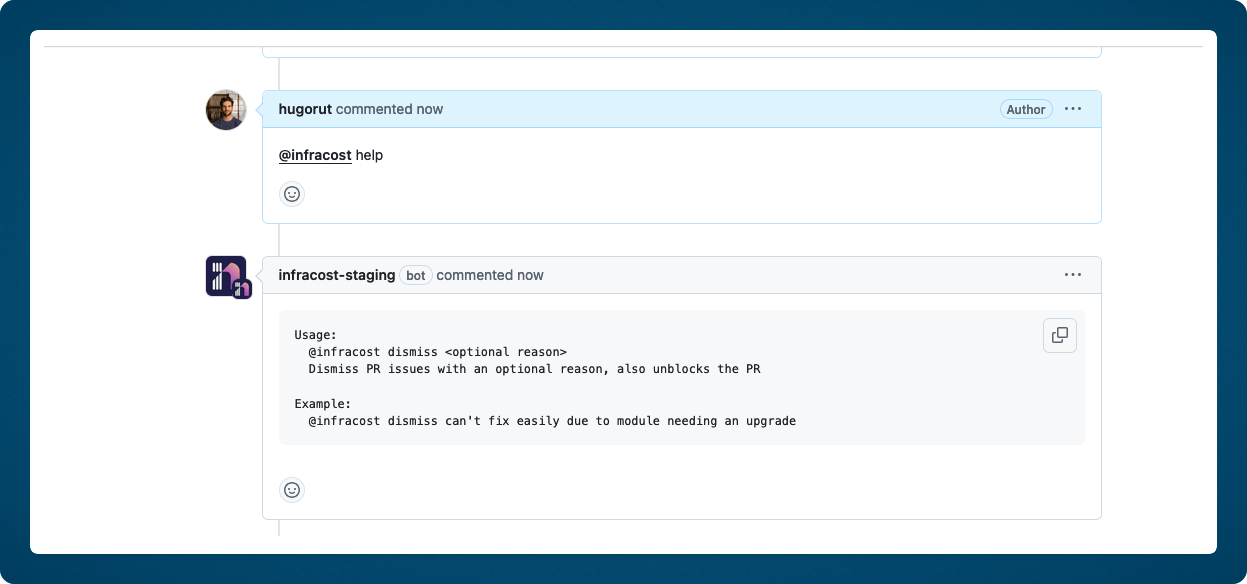 hugorut commented now
Author
@infracost help
infracost-staging bot commented now
Usage:
@infracost dismiss <optional reason>
Dismiss PR issues with an optional reason, also unblocks the PR
Example:
@infracost dismiss can't fix easily due to module needing an upgrade